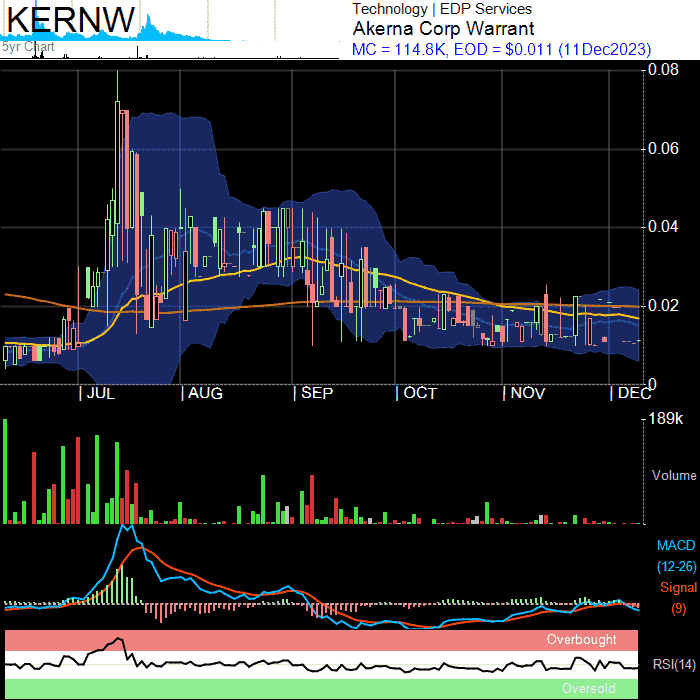 KERNW
5yr Chart
Technology | EDP Services
Akerna Corp Warrant
MC = 114.8K, EOD = $0.011 (11Dec2023)
0.08
0.06
0.04
0.02
0
JUL AUG SEP OCT NOV DEC
189k
Volume
MACD
(12-26)
Signal
(9)
Overbought
RSI(14)
Oversold